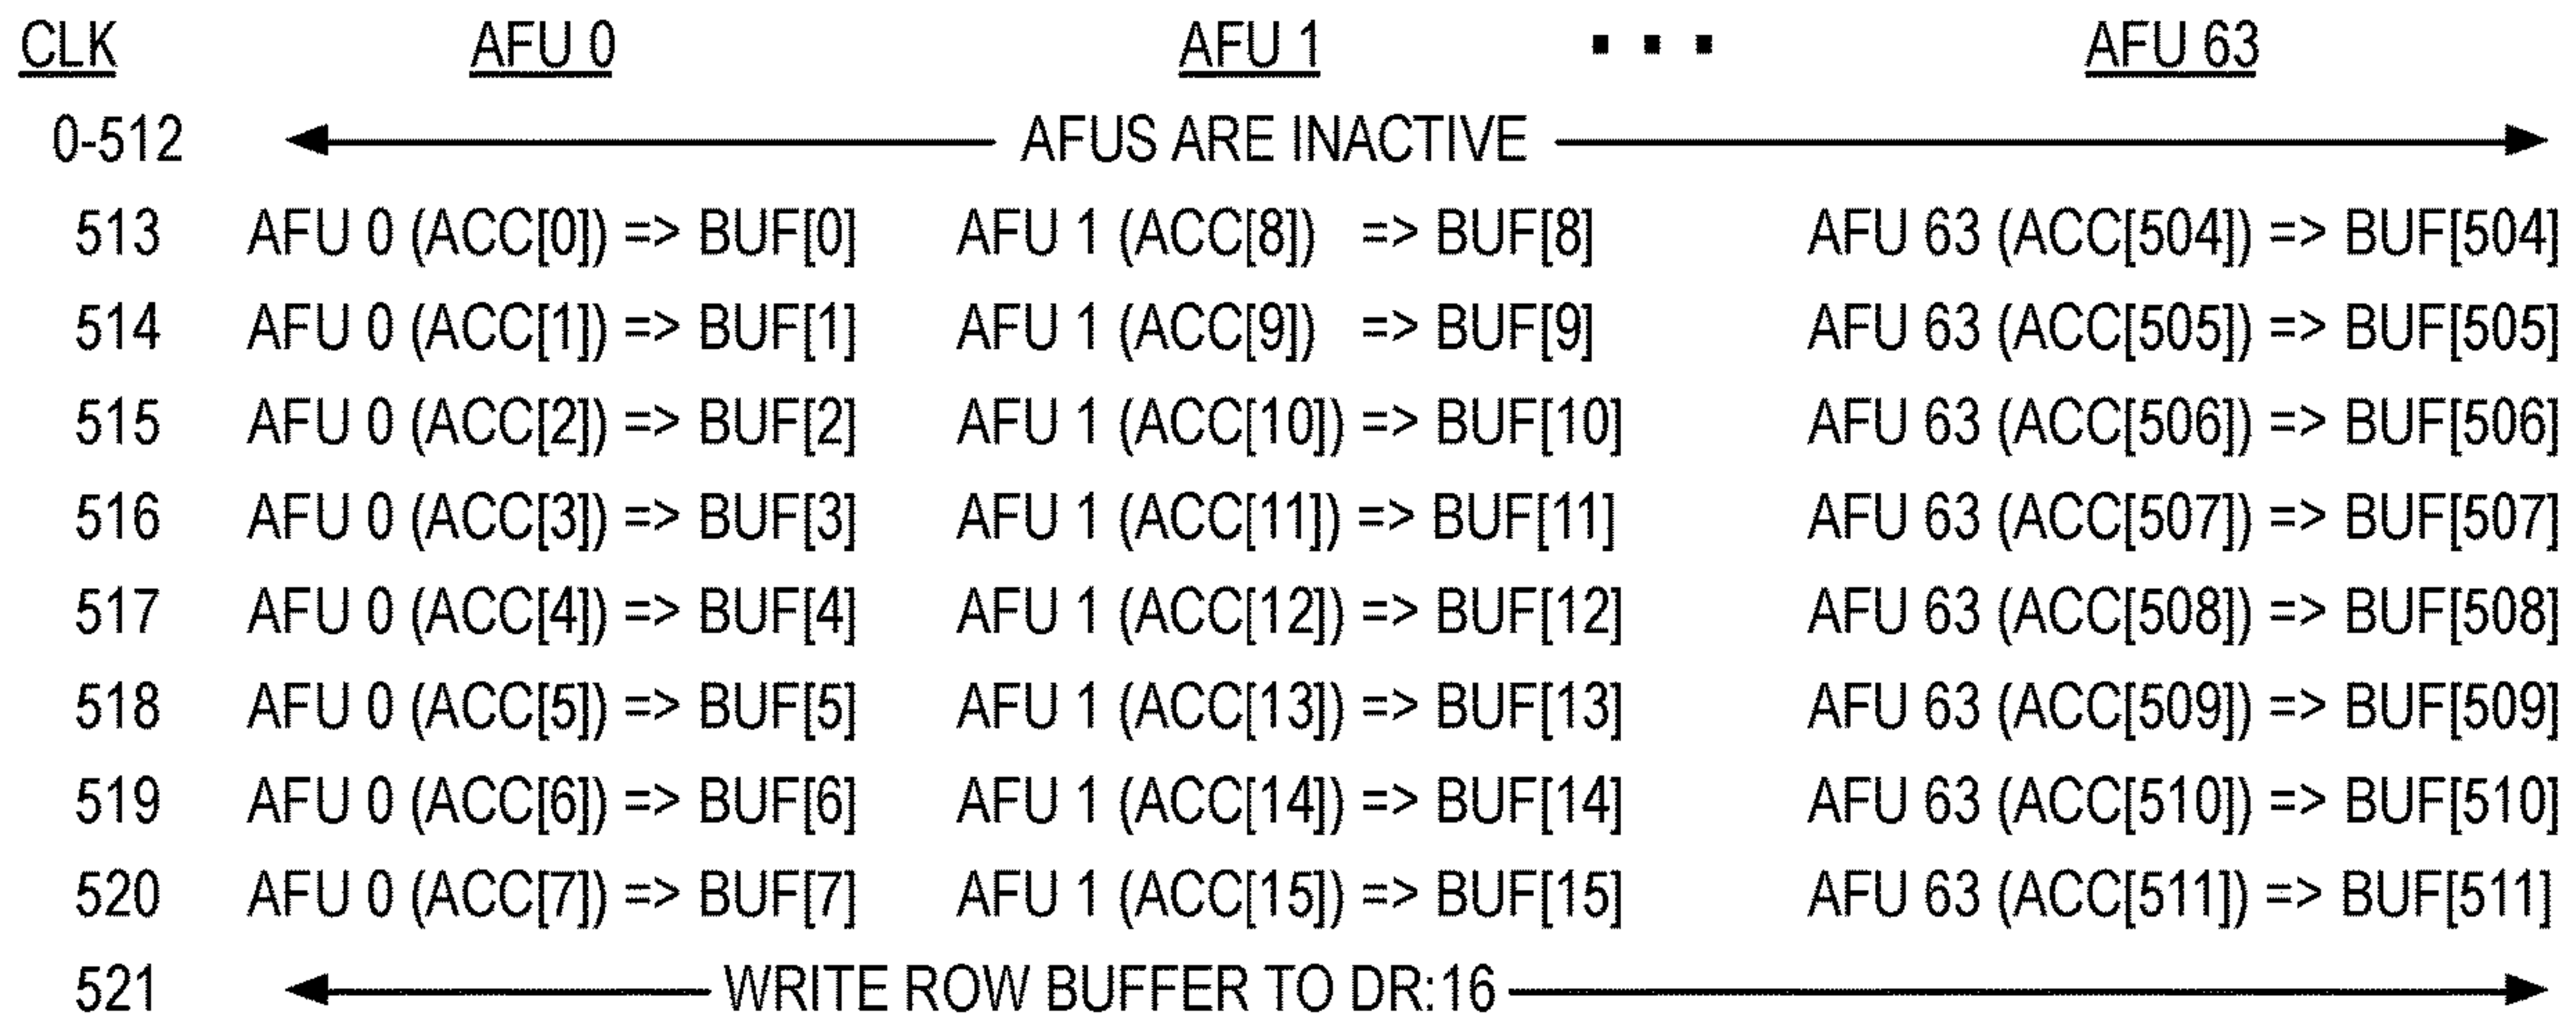 CLK AFU 0 AFU 1 ... AFU 63
0-512 AFUS ARE INACTIVE
513 AFU 0 (ACC[0]) => BUF[0] AFU 1 (ACC[8]) => BUF[8] AFU 63 (ACC[504]) => BUF[504]
514 AFU 0 (ACC[1]) => BUF[1] AFU 1 (ACC[9]) => BUF[9] AFU 63 (ACC[505]) => BUF[505]
515 AFU 0 (ACC[2]) => BUF[2] AFU 1 (ACC[10]) => BUF[10] AFU 63 (ACC[506]) => BUF[506]
516 AFU 0 (ACC[3]) => BUF[3] AFU 1 (ACC[11]) => BUF[11] AFU 63 (ACC[507]) => BUF[507]
517 AFU 0 (ACC[4]) => BUF[4] AFU 1 (ACC[12]) => BUF[12] AFU 63 (ACC[508]) => BUF[508]
518 AFU 0 (ACC[5]) => BUF[5] AFU 1 (ACC[13]) => BUF[13] AFU 63 (ACC[509]) => BUF[509]
519 AFU 0 (ACC[6]) => BUF[6] AFU 1 (ACC[14]) => BUF[14] AFU 63 (ACC[510]) => BUF[510]
520 AFU 0 (ACC[7]) => BUF[7] AFU 1 (ACC[15]) => BUF[15] AFU 63 (ACC[511]) => BUF[511]
521 WRITE ROW BUFFER TO DR:16